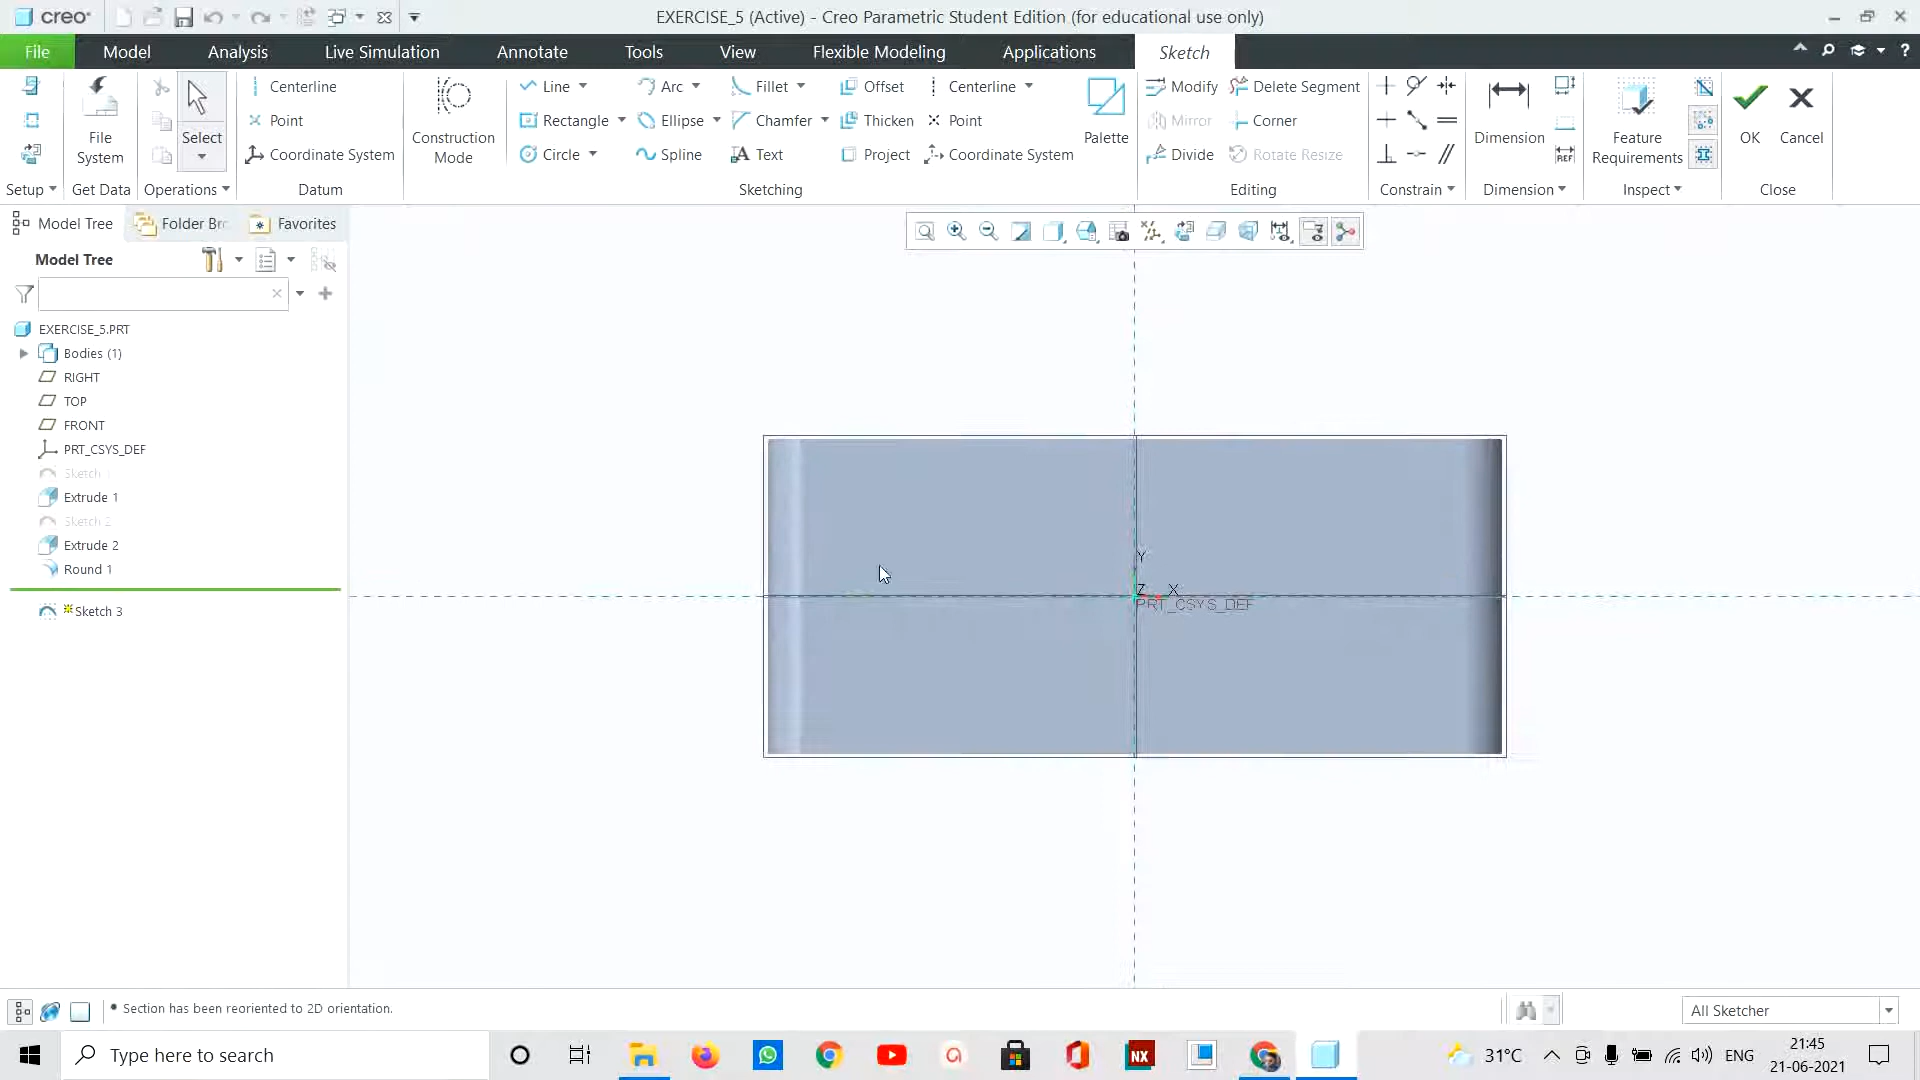 creo EXERCISE_5 (Active) - Creo Parametric Student Edition (for educational use only)
File Model Analysis Live Simulation Annotate Tools View Flexible Modeling Applications Sketch
Centerline Line Arc Fillet Offset Centerline Modify Delete Segment
Point Rectangle Ellipse Chamfer Thicken Point Mirror Corner
File System Select Construction Mode Palette Dimension Feature Requirements OK Cancel
Coordinate System Circle Spline Text Project Coordinate System Divide Rotate Resize
REF
Setup Get Data Operations Datum Sketching Editing Constrain Dimension Inspect Close
Model Tree Folder Br Favorites
Model Tree
EXERCISE_5.PRT
Bodies (1)
RIGHT
TOP
FRONT
PRT_CSYS_DEF
Sketch
Extrude 1
Sketch 2
Extrude 2
Round 1
Sketch 3
Y
Z X
PRT_CSYS_DEF
Section has been reoriented to 2D orientation.
All Sketcher
Type here to search
NX
31°C
ENG
21:45
21-06-2021